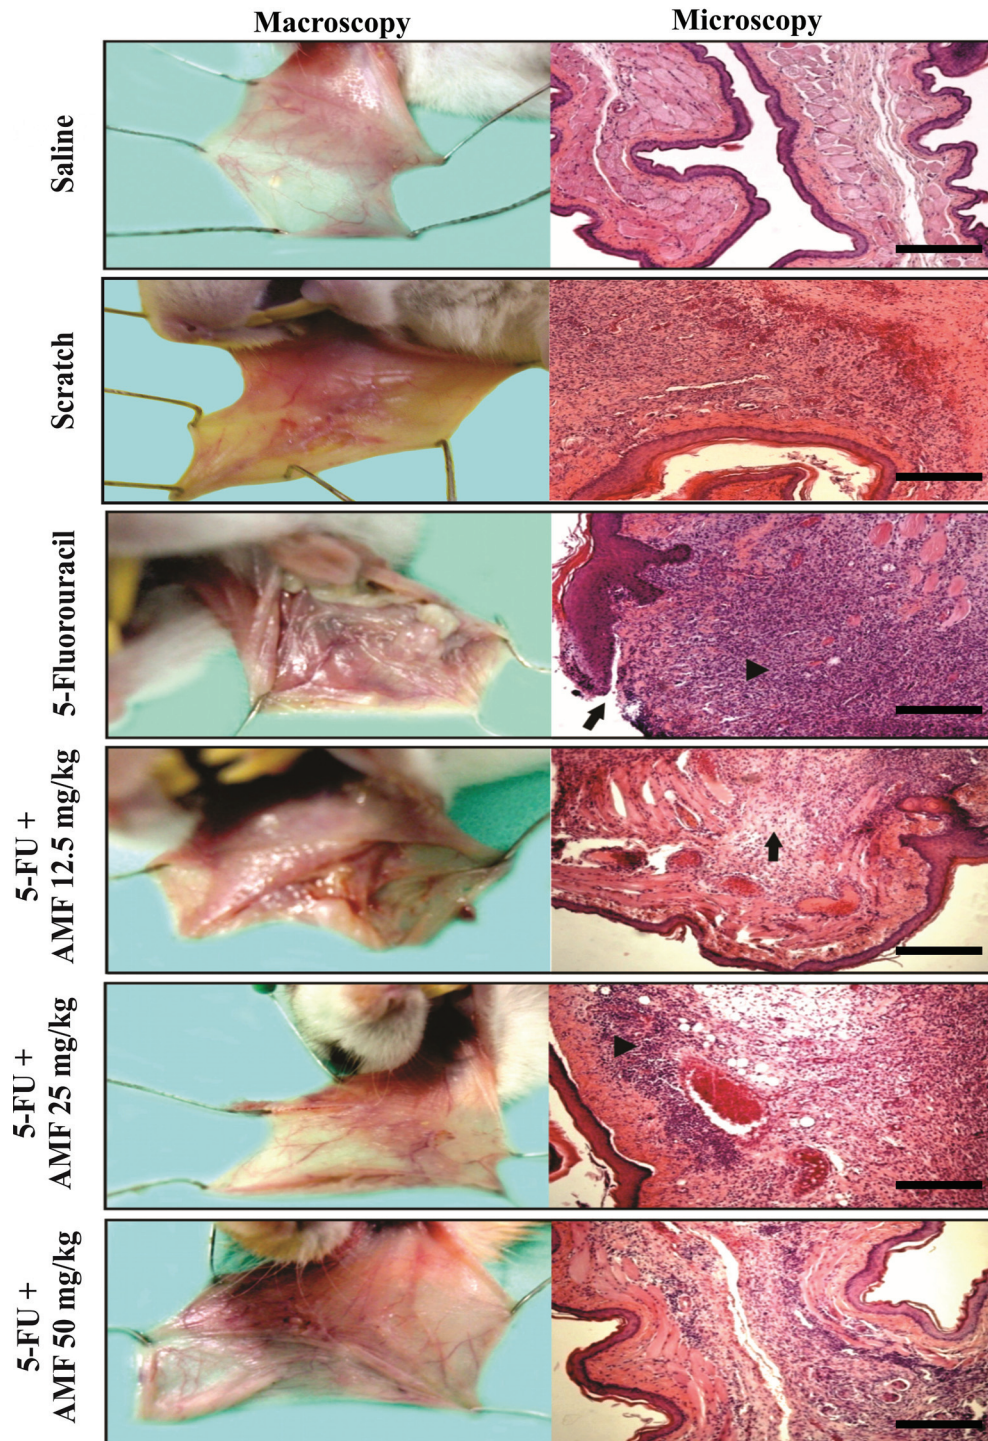 Macroscopy Microscopy
Saline
Scratch
5-Fluorouracil
5-FU +
AMF 12.5 mg/kg
5-FU +
AMF 25 mg/kg
5-FU +
AMF 50 mg/kg